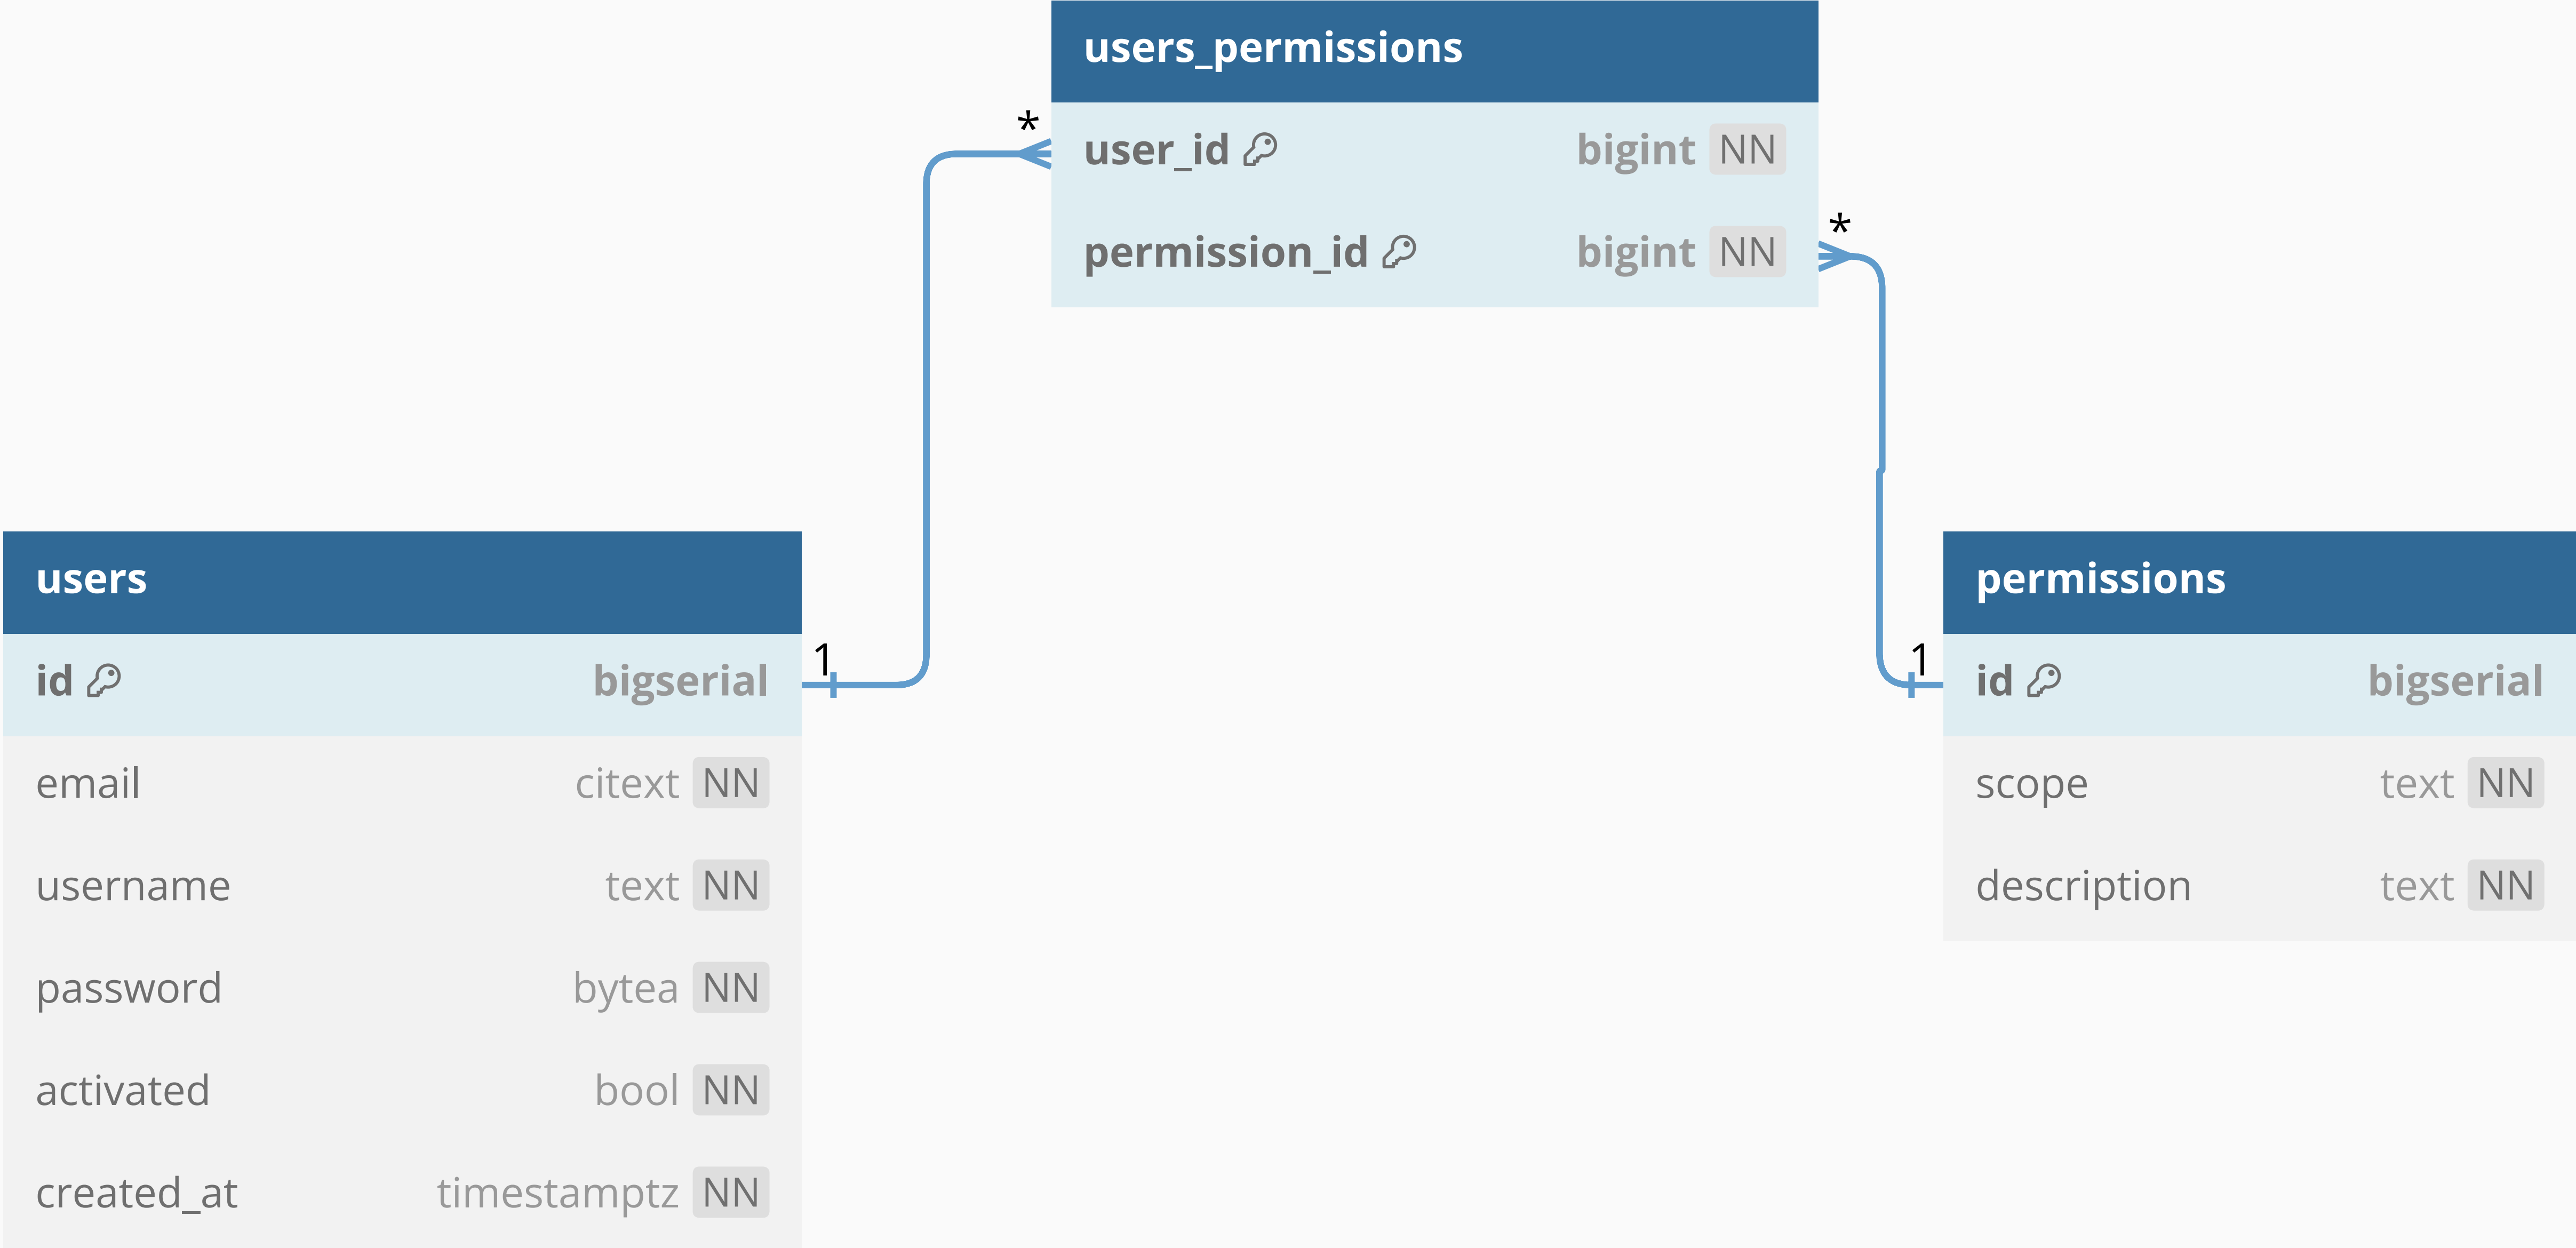 users_permissions
*
user_id bigint NN
*
permission_id bigint NN
users
1
id bigserial
email citext NN
username text NN
password bytea NN
activated bool NN
created_at timestamptz NN
permissions
1
id bigserial
scope text NN
description text NN